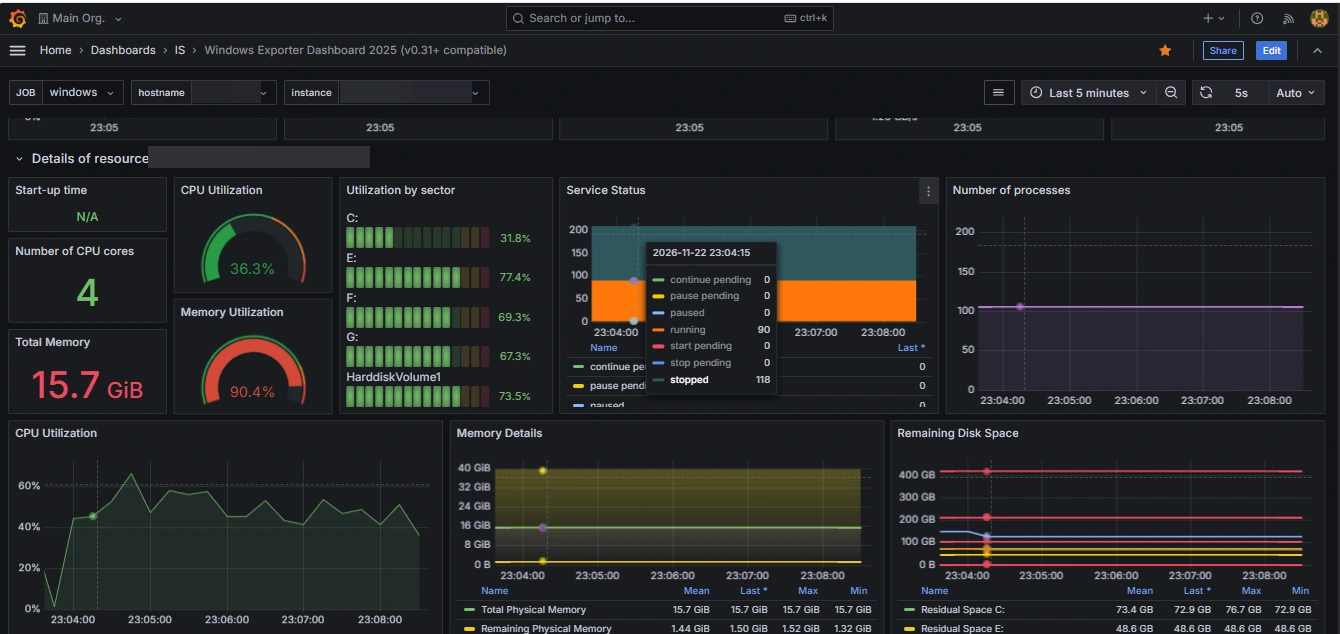 Main Org.
Search or jump to...
ctrl+k
Home › Dashboards › IS › Windows Exporter Dashboard 2025 (v0.31+ compatible)
Share
Edit
JOB windows
hostname
instance
Last 5 minutes
5s
Auto
23:05 23:05 23:05 23:05 23:05
Details of resource
Start-up time
N/A
Number of CPU cores
4
Total Memory
15.7 GiB
CPU Utilization
36.3%
Memory Utilization
90.4%
Utilization by sector
C:
31.8%
E:
77.4%
F:
69.3%
G:
67.3%
HarddiskVolume1
73.5%
Service Status
200
150
100
50
0
23:04:00 23:07:00 23:08:00
Name Last *
continue pe 0
pause pend 0
paused 0
2026-11-22 23:04:15
continue pending 0
pause pending 0
paused 0
running 90
start pending 0
stop pending 0
stopped 118
Number of processes
200
150
100
50
0
23:04:00 23:05:00 23:06:00 23:07:00 23:08:00
CPU Utilization
60%
40%
20%
0%
23:04:00 23:05:00 23:06:00 23:07:00 23:08:00
Memory Details
40 GiB
32 GiB
24 GiB
16 GiB
8 GiB
0 B
23:04:00 23:05:00 23:06:00 23:07:00 23:08:00
Name Mean Last * Max Min
Total Physical Memory 15.7 GiB 15.7 GiB 15.7 GiB 15.7 GiB
Remaining Physical Memory 1.44 GiB 1.50 GiB 1.52 GiB 1.32 GiB
Remaining Disk Space
400 GB
300 GB
200 GB
100 GB
0 B
23:04:00 23:05:00 23:06:00 23:07:00 23:08:00
Name Mean Last * Max Min
Residual Space C: 73.4 GB 72.9 GB 76.7 GB 72.9 GB
Residual Space E: 48.6 GB 48.6 GB 48.6 GB 48.6 GB